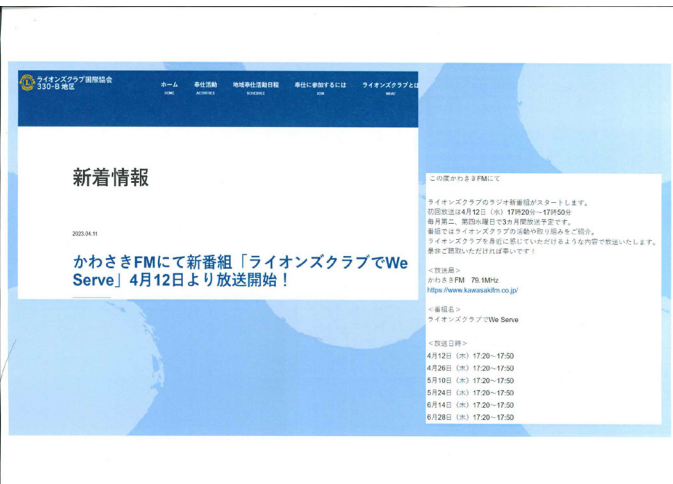 ライオンズクラブ国際協会
330-B 地区
ホーム
HOME
奉仕活動
ACTIVITIES
地域奉仕活動日程
SCHEDULE
奉仕に参加するには
JOIN
ライオンズクラブとは
WHAT
新着情報
2023.04.11
かわさきFMにて新番組「ライオンズクラブでWe
Serve」4月12日より放送開始！
この度かわさきFMにて
ライオンズクラブのラジオ新番組がスタートします。
初回放送は4月12日（水）17時20分～17時50分
毎月第二、第四水曜日で3カ月間放送予定です。
番組ではライオンズクラブの活動や取り組みをご紹介。
ライオンズクラブを身近に感じていただけるような内容で放送いたします。
是非ご聴取いただければ幸いです！
＜放送局＞
かわさきFM 79.1MHz
https://www.kawasakifm.co.jp/
＜番組名＞
ライオンズクラブでWe Serve
＜放送日時＞
4月12日（水）17:20～17:50
4月26日（水）17:20～17:50
5月10日（水）17:20～17:50
5月24日（水）17:20～17:50
6月14日（水）17:20～17:50
6月28日（水）17:20～17:50